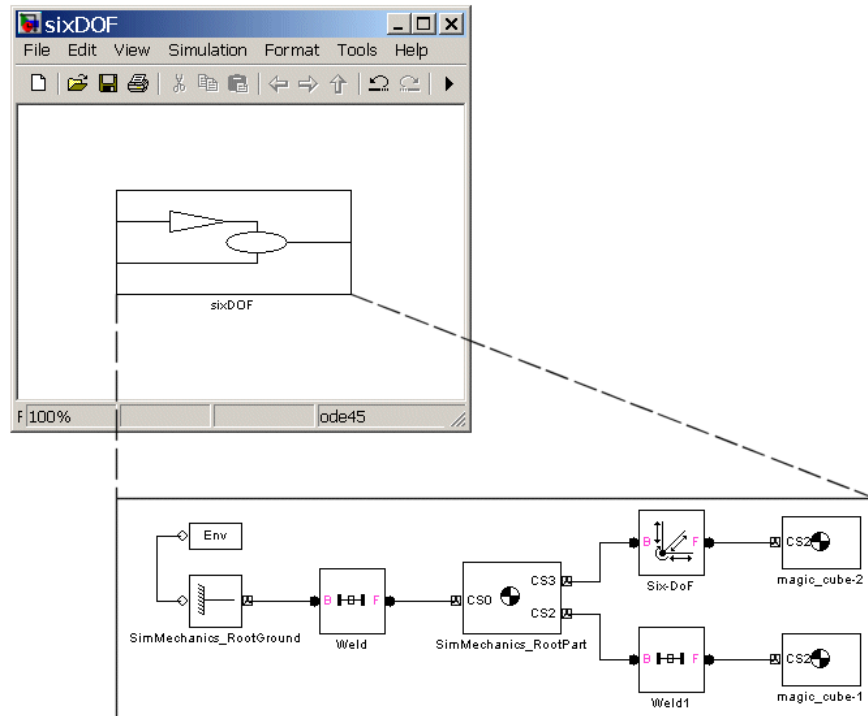 sixDOF
File Edit View Simulation Format Tools Help
sixDOF
F 100% ode45
Env
SimMechanics_RootGround
B F
Weld
CS0 CS3 CS2
SimMechanics_RootPart
B F
Six-DoF
CS2
magic_cube-2
B F
Weld1
CS2
magic_cube-1